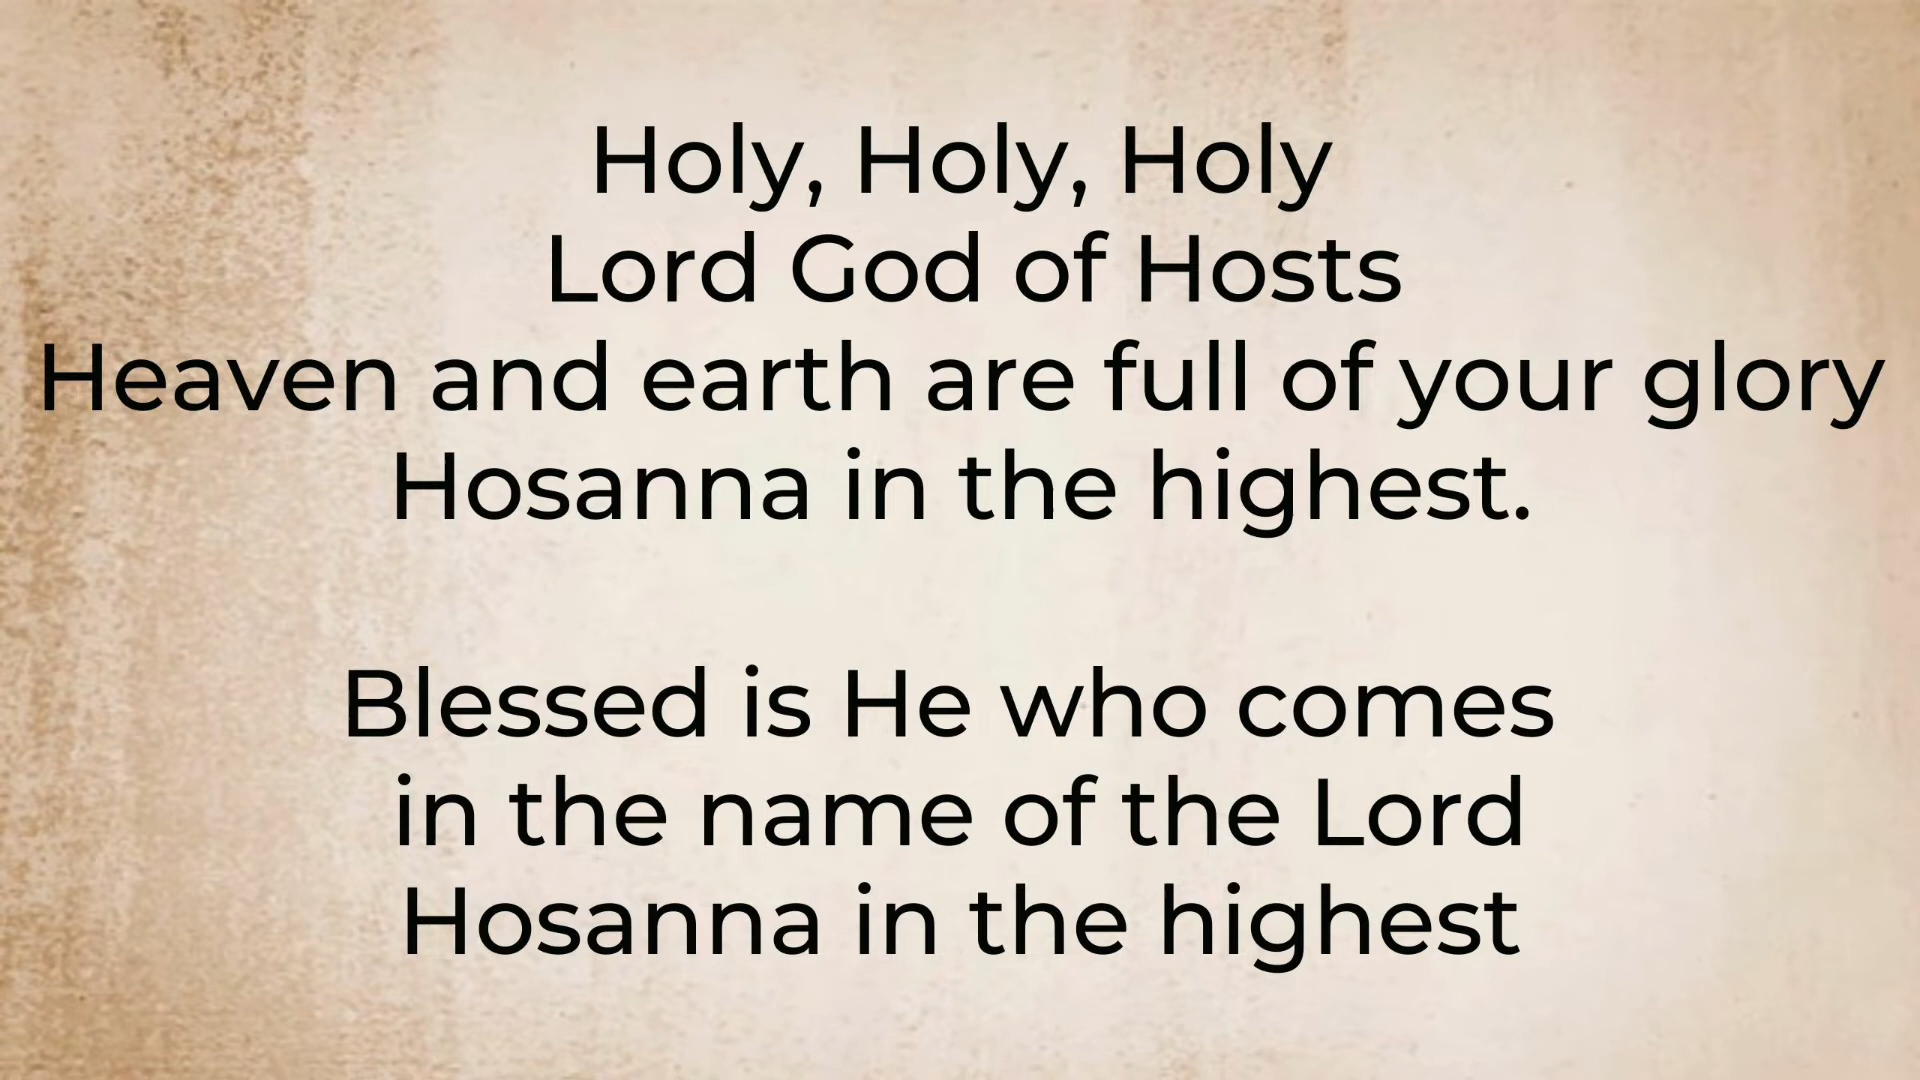 Holy, Holy, Holy
Lord God of Hosts
Heaven and earth are full of your glory
Hosanna in the highest.
Blessed is He who comes
in the name of the Lord
Hosanna in the highest